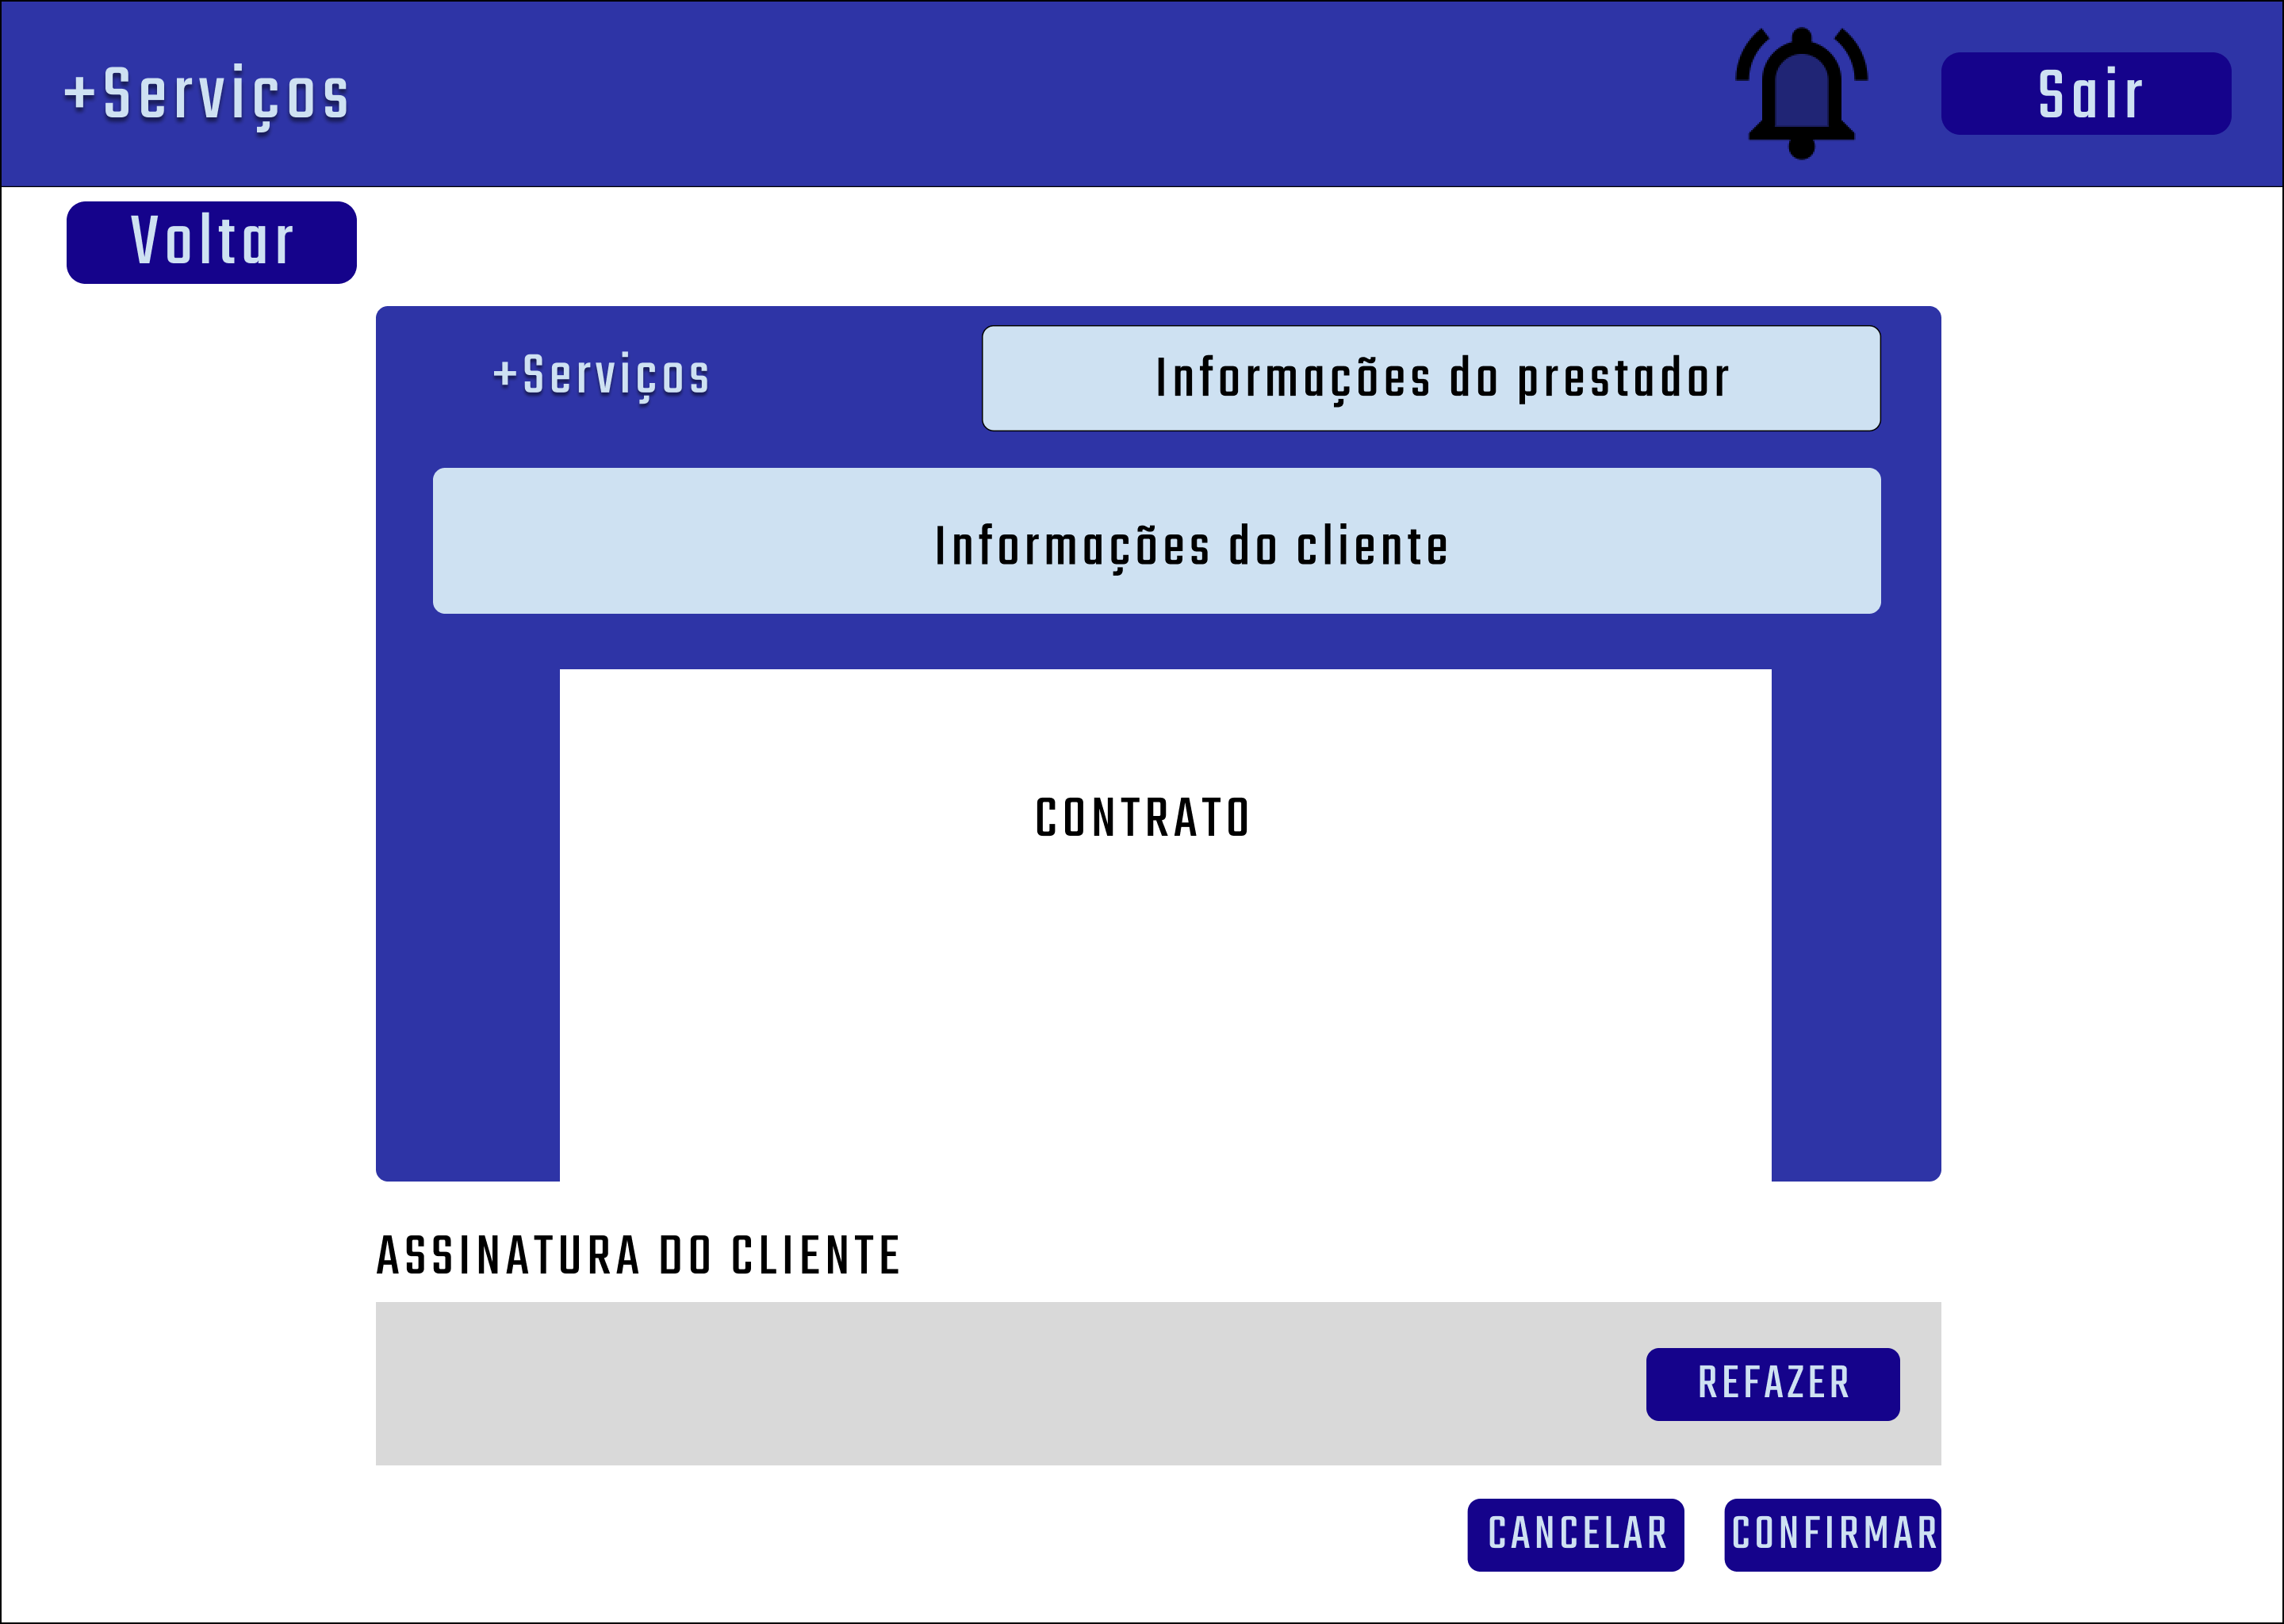 +Serviços
Sair
Voltar
+Serviços
Informações do prestador
Informações do cliente
CONTRATO
ASSINATURA DO CLIENTE
REFAZER
CANCELAR
CONFIRMAR